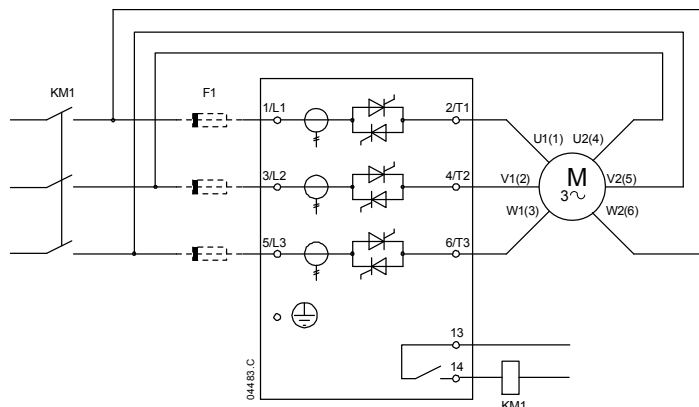 KM1
F1
1/L1
2/T1
U1(1)
U2(4)
3/L2
4/T2
V1(2)
M
3~
V2(5)
W1(3)
W2(6)
5/L3
6/T3
13
14
KM1
04483.C